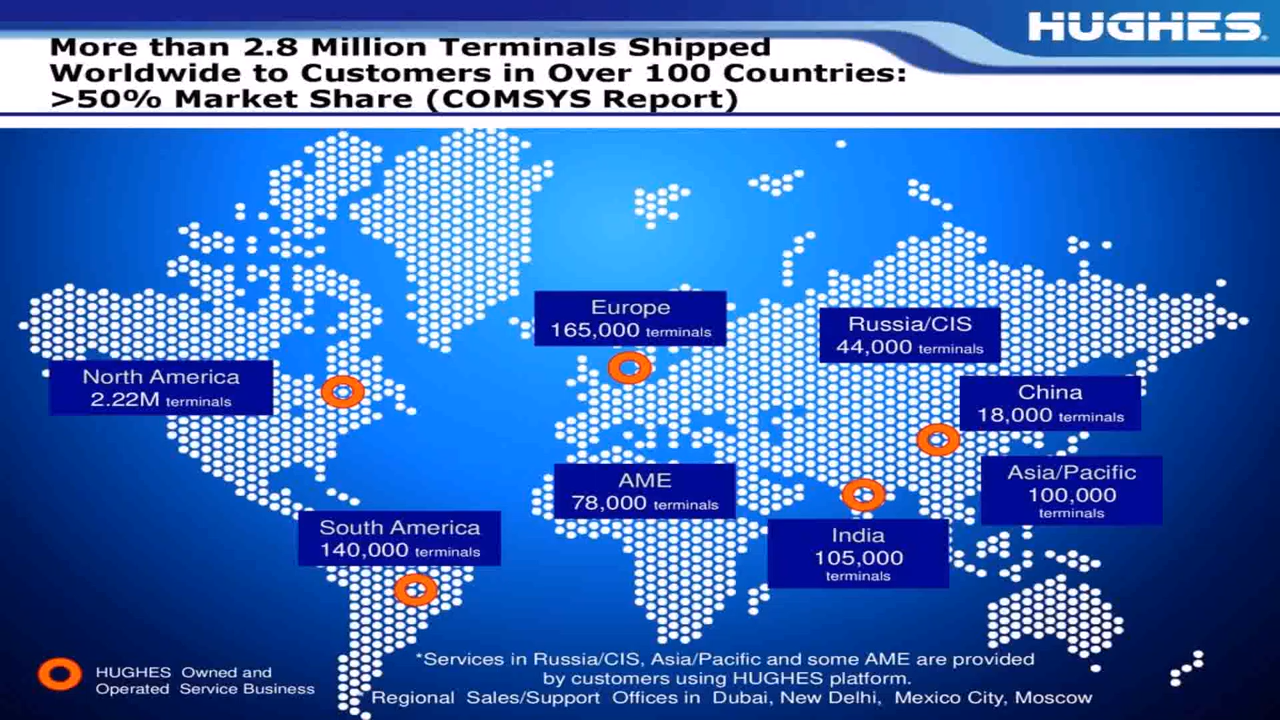 HUGHES.
More than 2.8 Million Terminals Shipped
Worldwide to Customers in Over 100 Countries:
>50% Market Share (COMSYS Report)
Europe
165,000 terminals
Russia/CIS
44,000 terminals
North America
2.22M terminals
China
18,000 terminals
AME
78,000 terminals
Asia/Pacific
100,000
terminals
South America
140,000 terminals
India
105,000
terminals
HUGHES Owned and
Operated Service Business
*Services in Russia/CIS, Asia/Pacific and some AME are provided
by customers using HUGHES platform.
Regional Sales/Support Offices in Dubai, New Delhi, Mexico City, Moscow